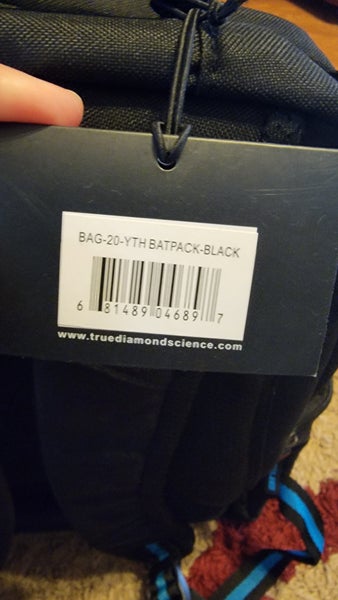 BAG-20-YTH BATPACK-BLACK
6 81489 04689 7
www.truediamondscience.com